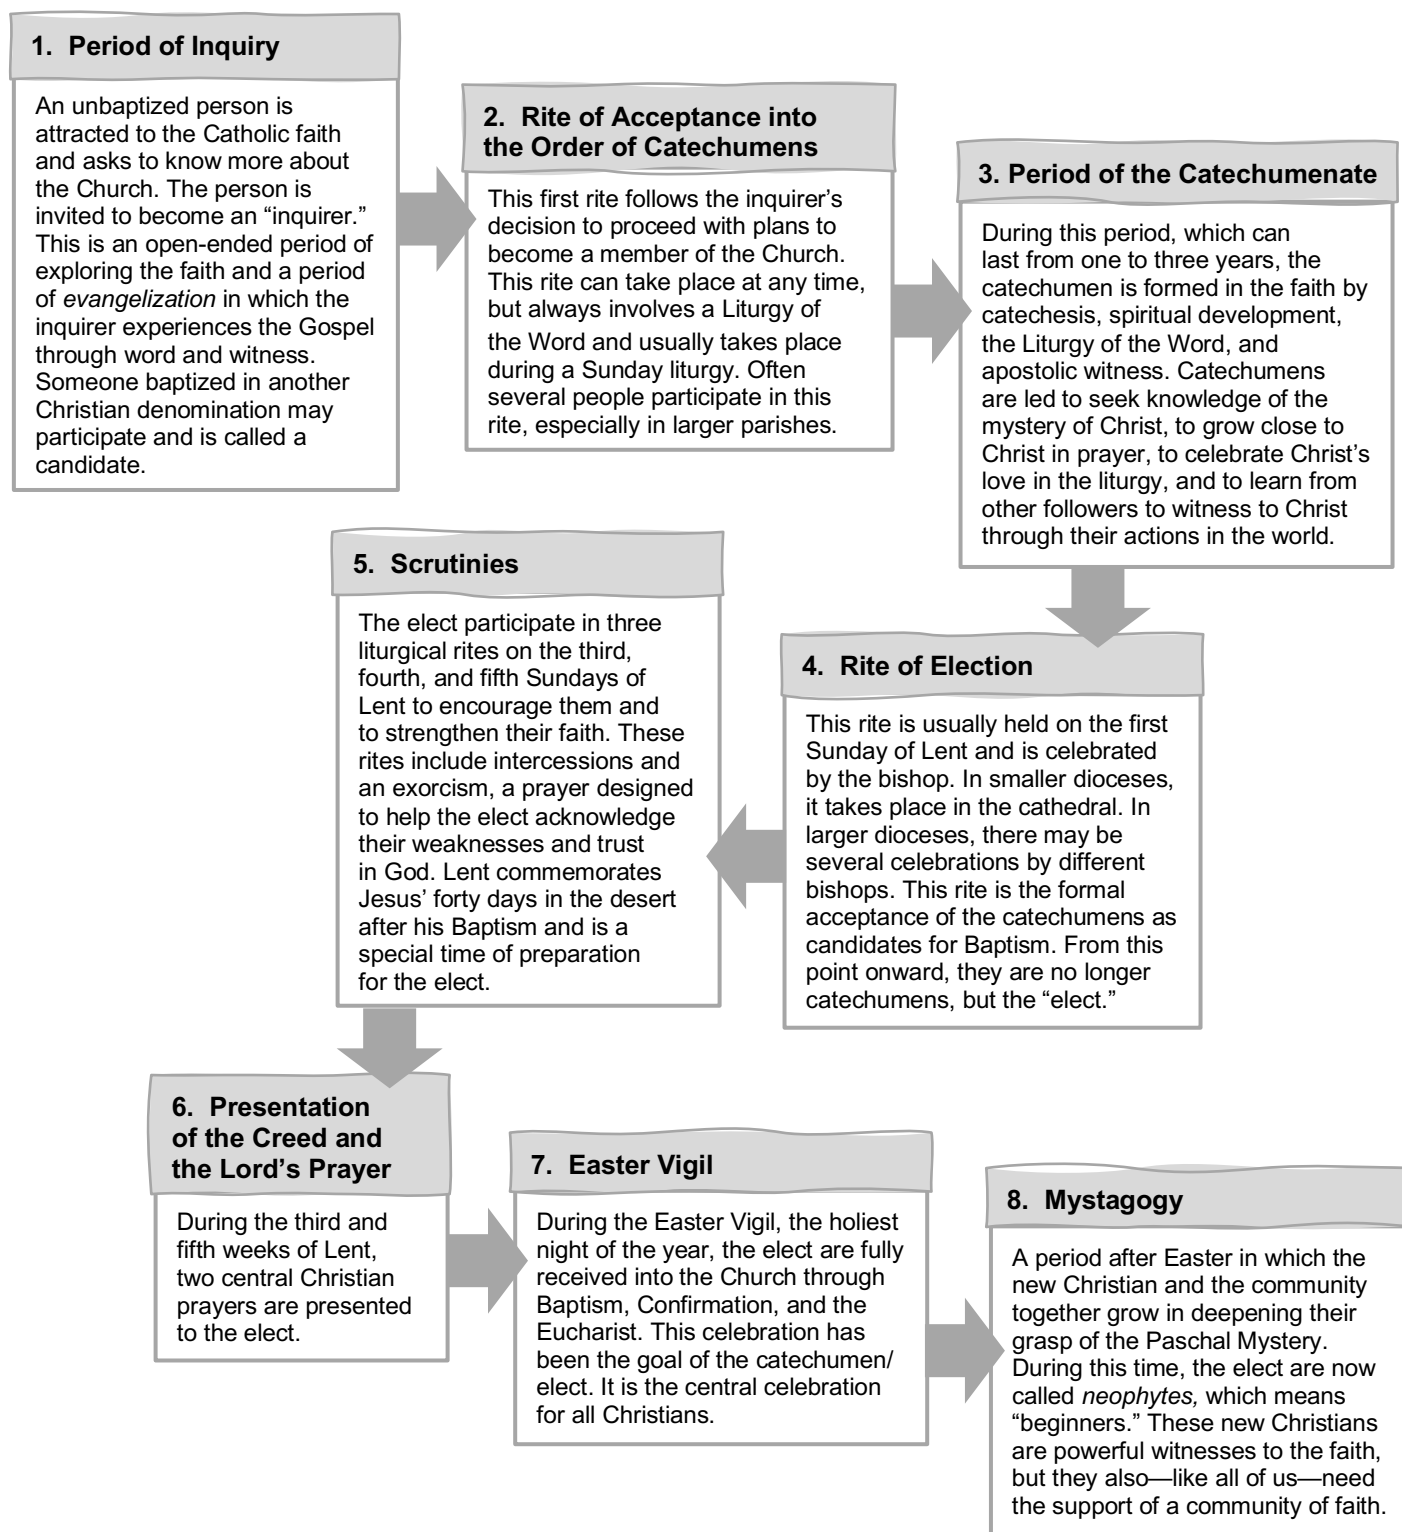 1. Period of Inquiry
An unbaptized person is
attracted to the Catholic faith
and asks to know more about
the Church. The person is
invited to become an “inquirer.”
This is an open-ended period of
exploring the faith and a period
of evangelization in which the
inquirer experiences the Gospel
through word and witness.
Someone baptized in another
Christian denomination may
participate and is called a
candidate.
2. Rite of Acceptance into
the Order of Catechumens
This first rite follows the inquirer’s
decision to proceed with plans to
become a member of the Church.
This rite can take place at any time,
but always involves a Liturgy of
the Word and usually takes place
during a Sunday liturgy. Often
several people participate in this
rite, especially in larger parishes.
3. Period of the Catechumenate
During this period, which can
last from one to three years, the
catechumen is formed in the faith by
catechesis, spiritual development,
the Liturgy of the Word, and
apostolic witness. Catechumens
are led to seek knowledge of the
mystery of Christ, to grow close to
Christ in prayer, to celebrate Christ’s
love in the liturgy, and to learn from
other followers to witness to Christ
through their actions in the world.
4. Rite of Election
This rite is usually held on the first
Sunday of Lent and is celebrated
by the bishop. In smaller dioceses,
it takes place in the cathedral. In
larger dioceses, there may be
several celebrations by different
bishops. This rite is the formal
acceptance of the catechumens as
candidates for Baptism. From this
point onward, they are no longer
catechumens, but the “elect.”
5. Scrutinies
The elect participate in three
liturgical rites on the third,
fourth, and fifth Sundays of
Lent to encourage them and
to strengthen their faith. These
rites include intercessions and
an exorcism, a prayer designed
to help the elect acknowledge
their weaknesses and trust
in God. Lent commemorates
Jesus’ forty days in the desert
after his Baptism and is a
special time of preparation
for the elect.
6. Presentation
of the Creed and
the Lord’s Prayer
During the third and
fifth weeks of Lent,
two central Christian
prayers are presented
to the elect.
7. Easter Vigil
During the Easter Vigil, the holiest
night of the year, the elect are fully
received into the Church through
Baptism, Confirmation, and the
Eucharist. This celebration has
been the goal of the catechumen/
elect. It is the central celebration
for all Christians.
8. Mystagogy
A period after Easter in which the
new Christian and the community
together grow in deepening their
grasp of the Paschal Mystery.
During this time, the elect are now
called neophytes, which means
“beginners.” These new Christians
are powerful witnesses to the faith,
but they also—like all of us—need
the support of a community of faith.